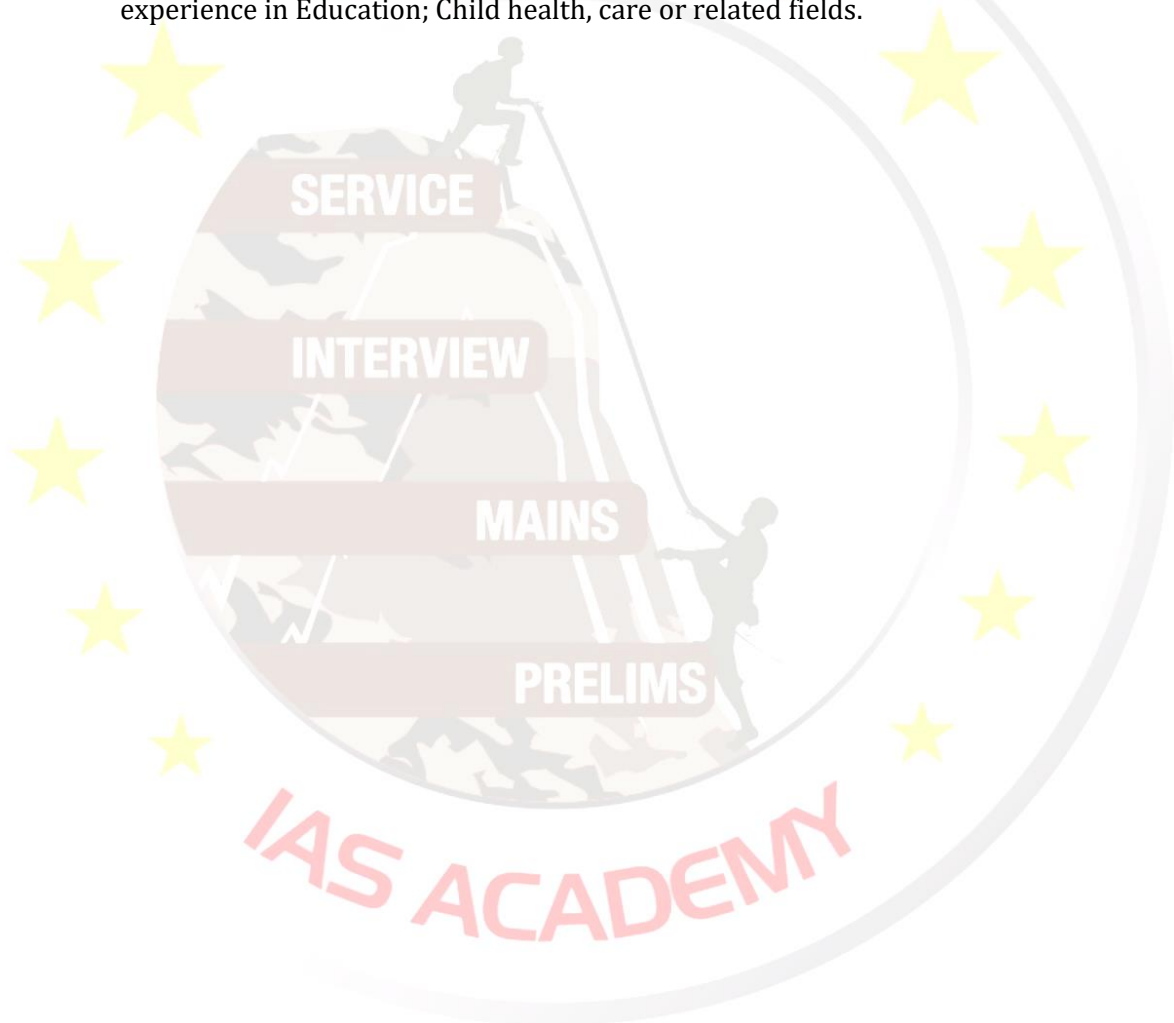 experience in Education; Child health, care or related fields.
SERVICE
INTERVIEW
MAINS
PRELIMS
IAS ACADEMY